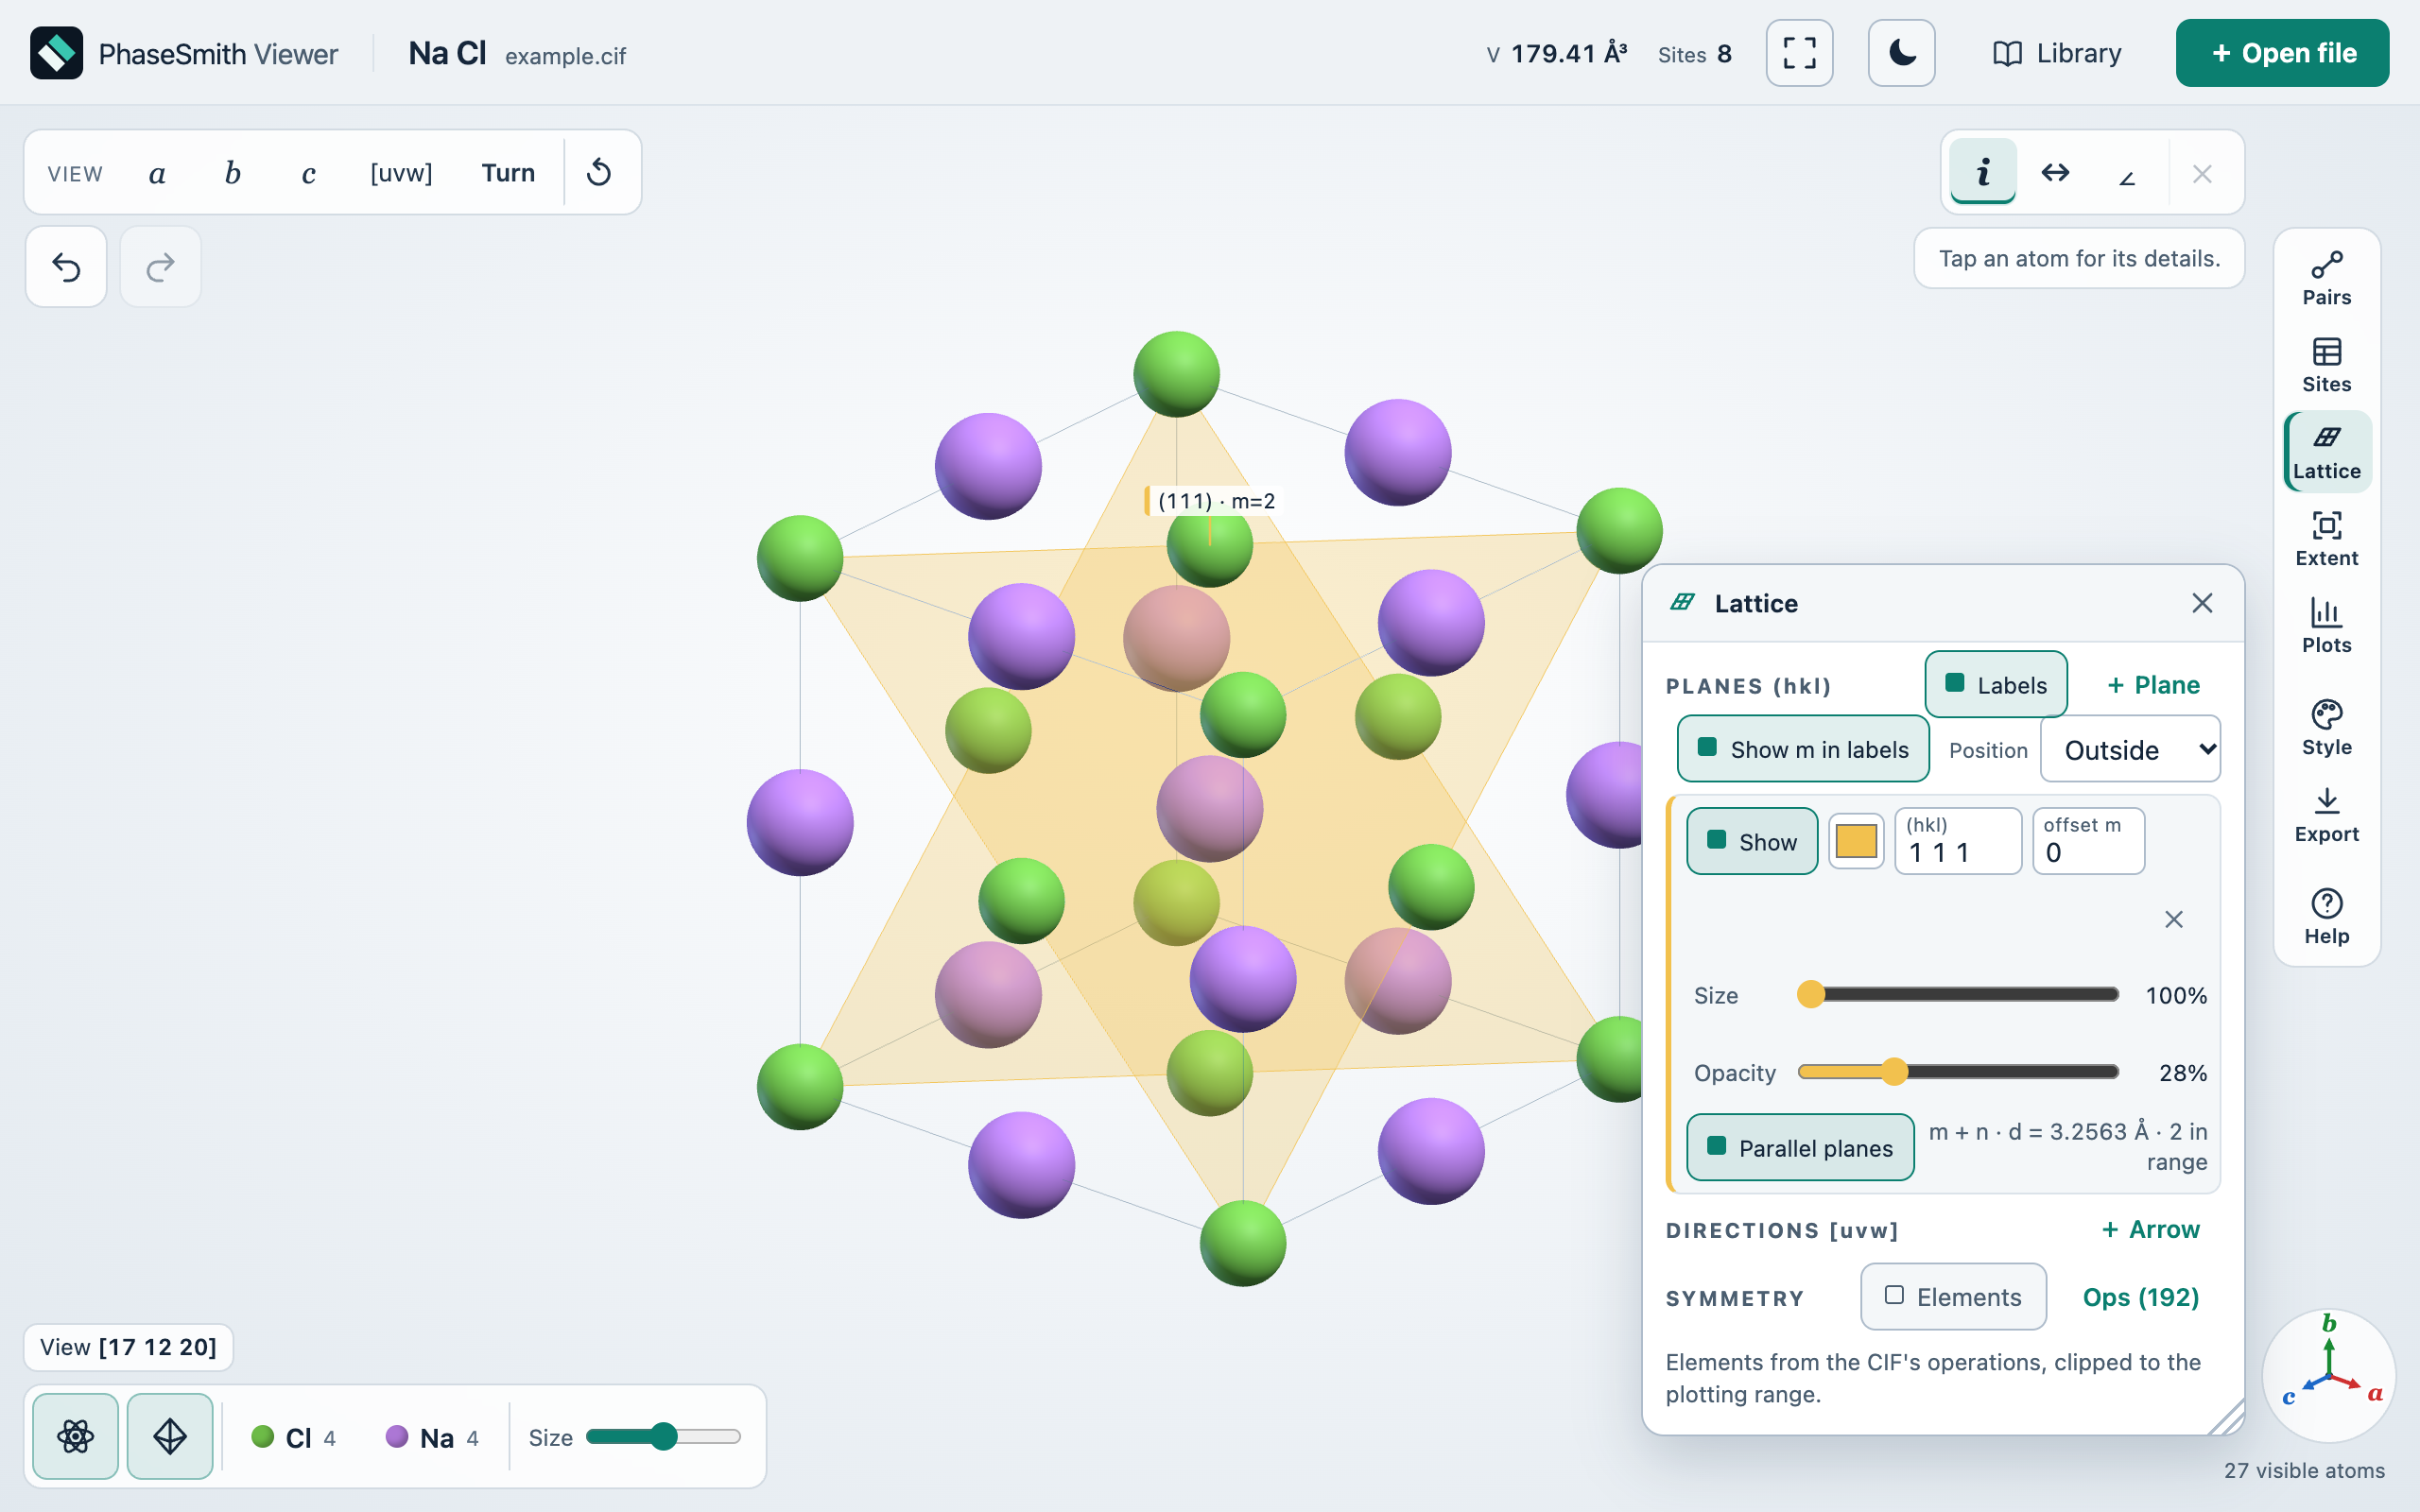 PhaseSmith Viewer
Na Cl example.cif
V 179.41 Å³ Sites 8
Library
+ Open file
VIEW a b c [uvw] Turn
i
Tap an atom for its details.
Pairs
Sites
Lattice
Extent
Plots
Style
Export
Help
(111) · m=2
Lattice
PLANES (hkl) Labels + Plane
Show m in labels Position Outside
Show (hkl) 1 1 1 offset m 0
Size 100%
Opacity 28%
Parallel planes m + n · d = 3.2563 Å · 2 in
range
DIRECTIONS [uvw] + Arrow
SYMMETRY Elements Ops (192)
Elements from the CIF's operations, clipped to the
plotting range.
View [17 12 20]
Cl 4 Na 4 Size
b
c a
27 visible atoms